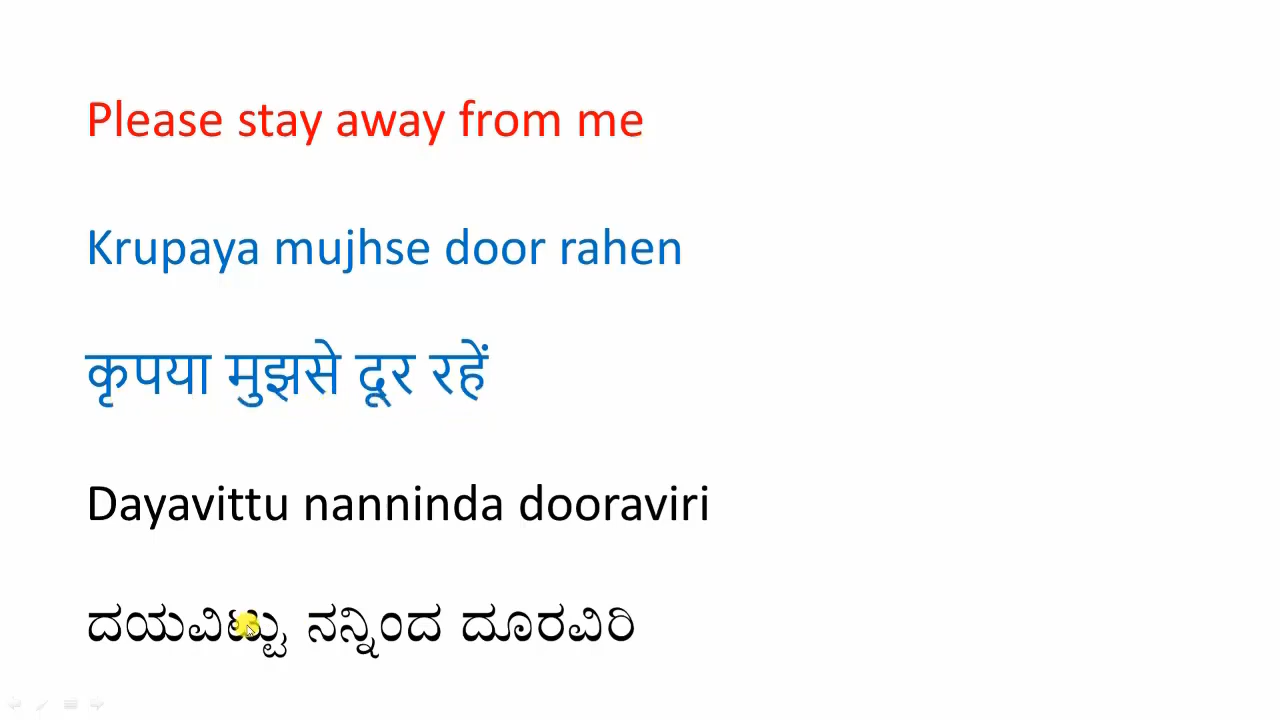 Please stay away from me
Krupaya mujhse door rahen
कृपया मुझसे दूर रहें
Dayavittu nanninda dooraviri
ದಯವಿಟ್ಟು ನನ್ನಿಂದ ದೂರವಿರಿ